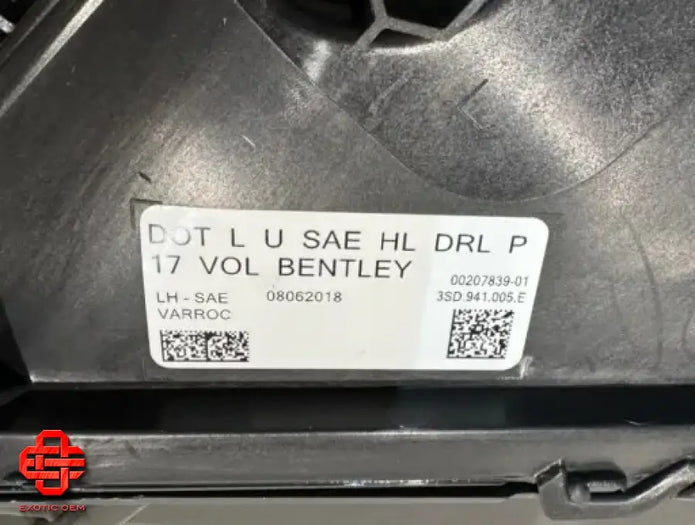 DOT L U SAE HL DRL P
17 VOL BENTLEY
00207839-01
LH - SAE 08062018 3SD.941.005.E
VARROC
EXOTIC OEM